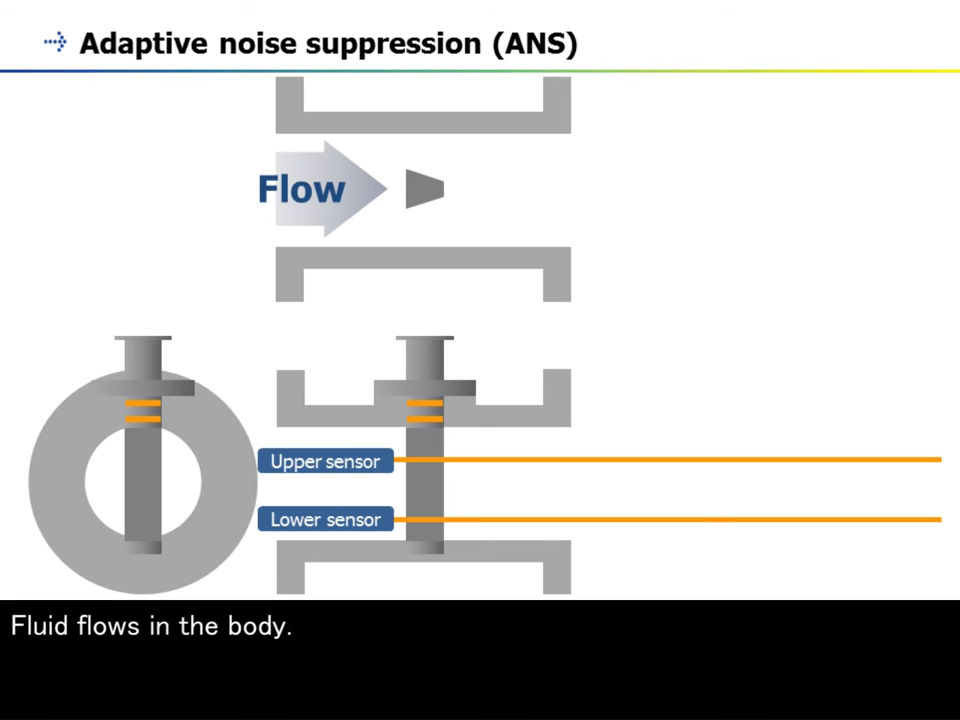 Adaptive noise suppression (ANS)
Flow
Upper sensor
Lower sensor
Fluid flows in the body.